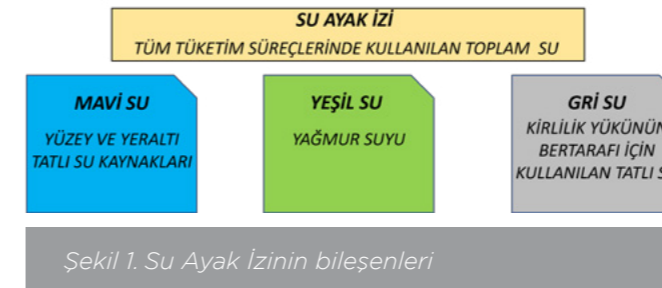 SU AYAK İZİ
TÜM TÜKETİM SÜREÇLERİNDE KULLANILAN TOPLAM SU
MAVİ SU
YÜZEY VE YERALTI
TATLI SU KAYNAKLARI
YEŞİL SU
YAĞMUR SUYU
GRİ SU
KİRLİLİK YÜKÜNÜN
BERTARAFI İÇİN
KULLANILAN TATLI
Şekil 1. Su Ayak İzinin bileşenleri